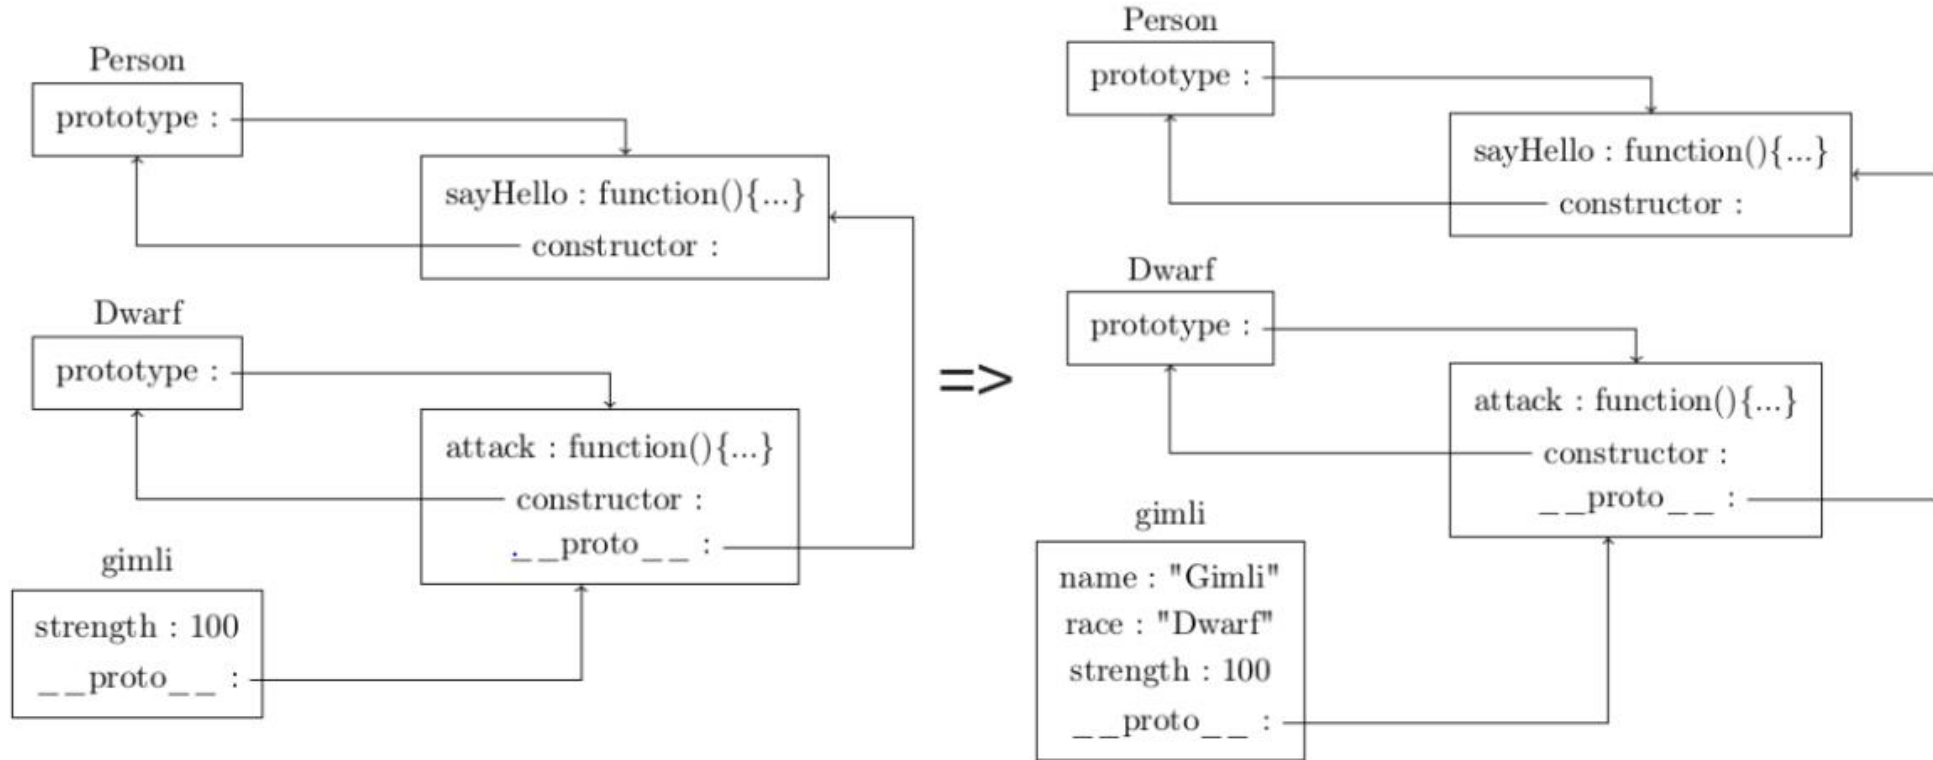 Person
prototype :
sayHello : function(){...}
constructor :
Dwarf
prototype :
attack : function(){...}
constructor :
__proto__ :
gimli
strength : 100
__proto__ :
=>
Person
prototype :
sayHello : function(){...}
constructor :
Dwarf
prototype :
attack : function(){...}
constructor :
__proto__ :
gimli
name : "Gimli"
race : "Dwarf"
strength : 100
__proto__ :